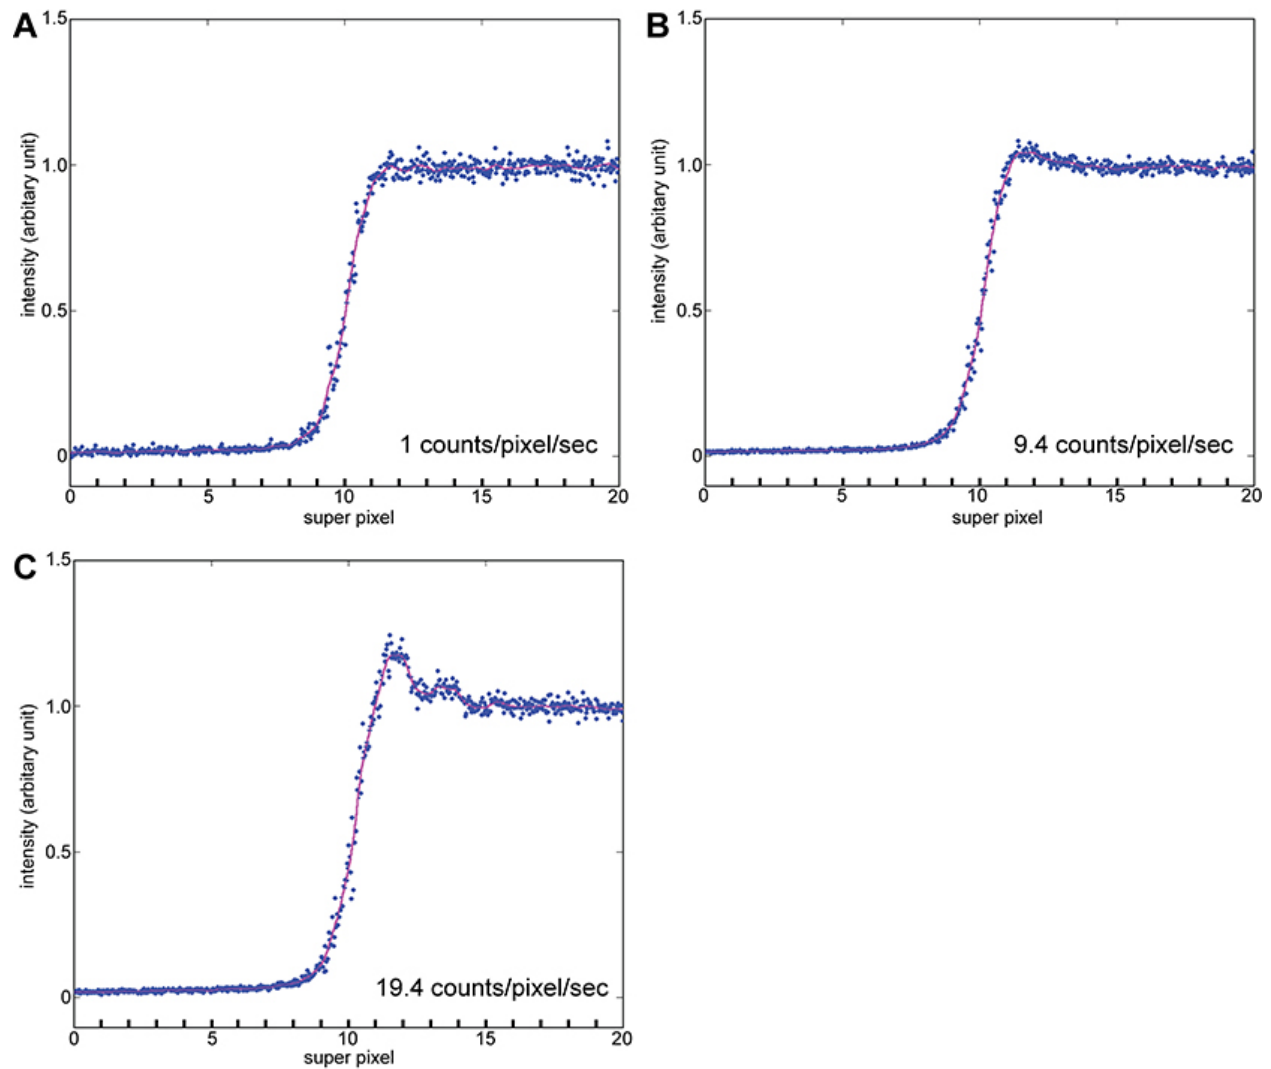 A
1.5
1.0
0.5
0
intensity (arbitary unit)
1 counts/pixel/sec
0 5 10 15 20
super pixel
B
1.5
1.0
0.5
0
intensity (arbitary unit)
9.4 counts/pixel/sec
0 5 10 15 20
super pixel
C
1.5
1.0
0.5
0
intensity (arbitary unit)
19.4 counts/pixel/sec
0 5 10 15 20
super pixel